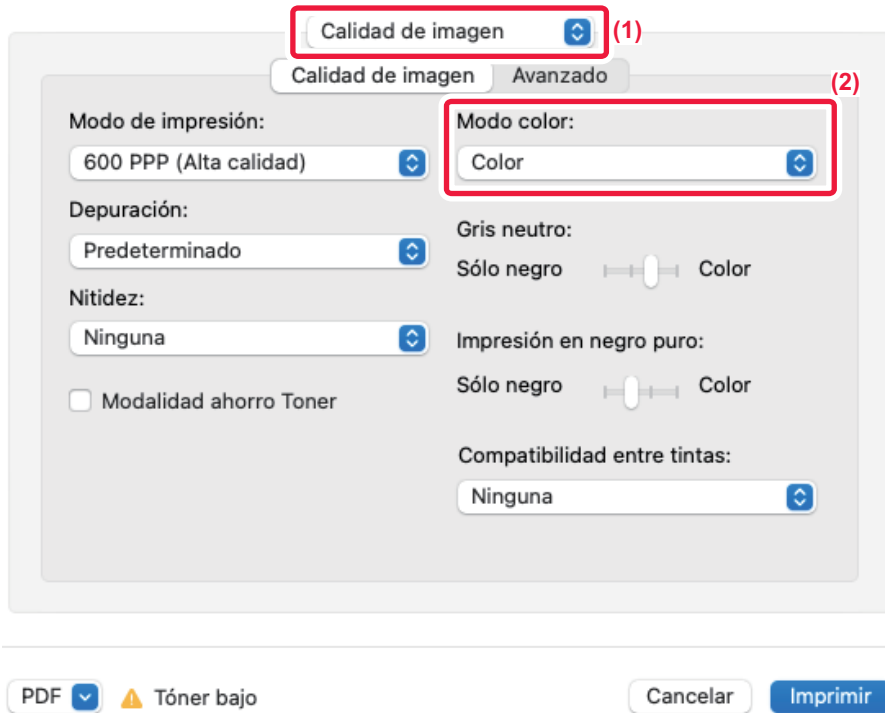 Calidad de imagen (1)
Calidad de imagen Avanzado
(2)
Modo de impresión:
600 PPP (Alta calidad)
Depuración:
Predeterminado
Nitidez:
Ninguna
Modalidad ahorro Toner
Modo color:
Color
Gris neutro:
Sólo negro Color
Impresión en negro puro:
Sólo negro Color
Compatibilidad entre tintas:
Ninguna
PDF Tóner bajo Cancelar Imprimir